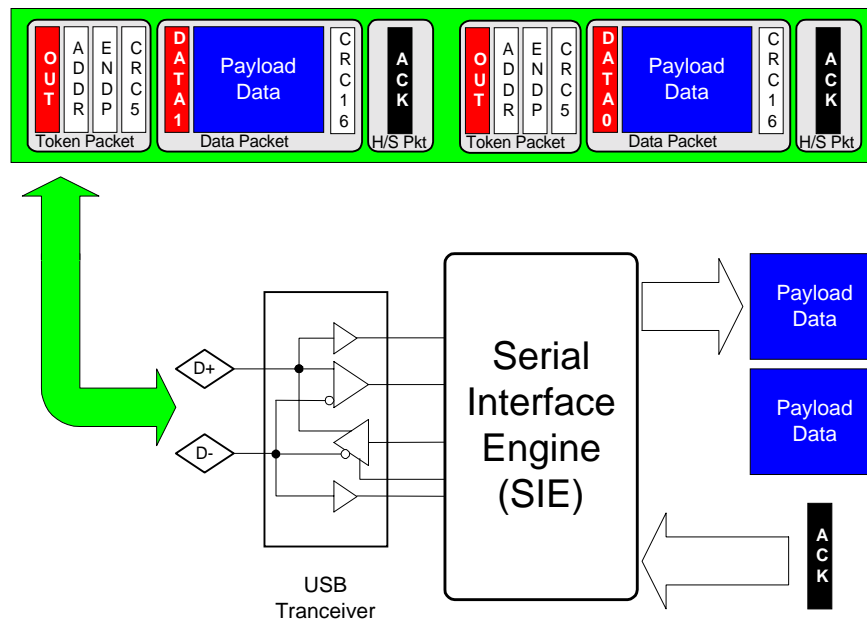 OUT
ADDR
ENDP
CRC5
Token Packet
DATA1
Payload
Data
CRC16
Data Packet
ACK
H/S Pkt
OUT
ADDR
ENDP
CRC5
Token Packet
DATA0
Payload
Data
CRC16
Data Packet
ACK
H/S Pkt
D+
D-
USB
Tranceiver
Serial
Interface
Engine
(SIE)
Payload
Data
Payload
Data
ACK